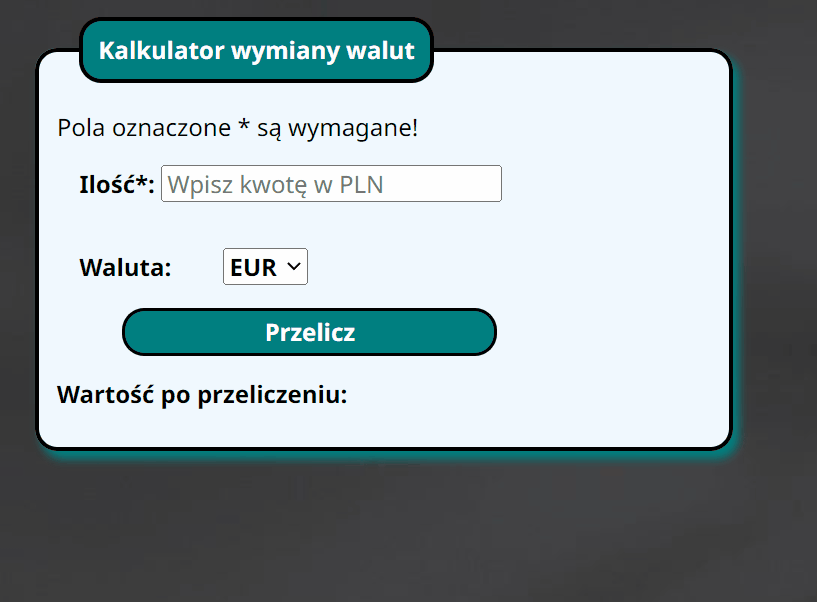 Kalkulator wymiany walut
Pola oznaczone * są wymagane!
Ilość*: Wpisz kwotę w PLN
Waluta: EUR
Przelicz
Wartość po przeliczeniu: